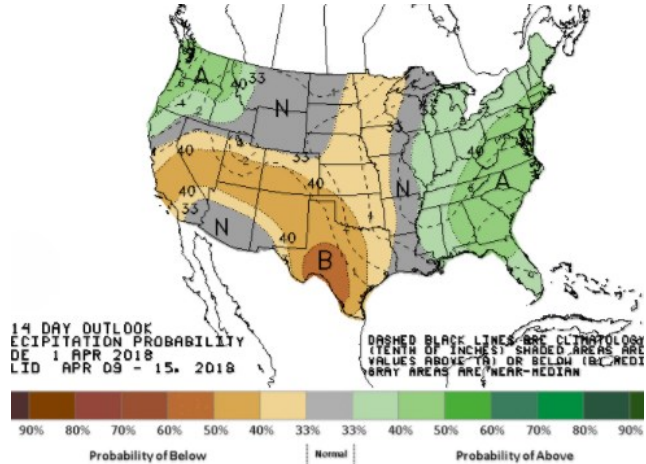 A
33
40
N
33
33
40
40
40
33
N
N
40
A
40
40
B
14 DAY OUTLOOK
ECIPITATION PROBABILITY
DE 1 APR 2018
LID APR 09 - 15. 2018
DASHED BLACK LINES ARE CLIMATOLOGY
(TENTH OF INCHES) SHADED AREAS ARE
VALUES ABOVE (A) OR BELOW (B) MEDI
GRAY AREAS ARE NEAR-MEDIAN
90% 80% 70% 60% 50% 40% 33% 33% 40% 50% 60% 70% 80% 90%
Probability of Below Normal Probability of Above